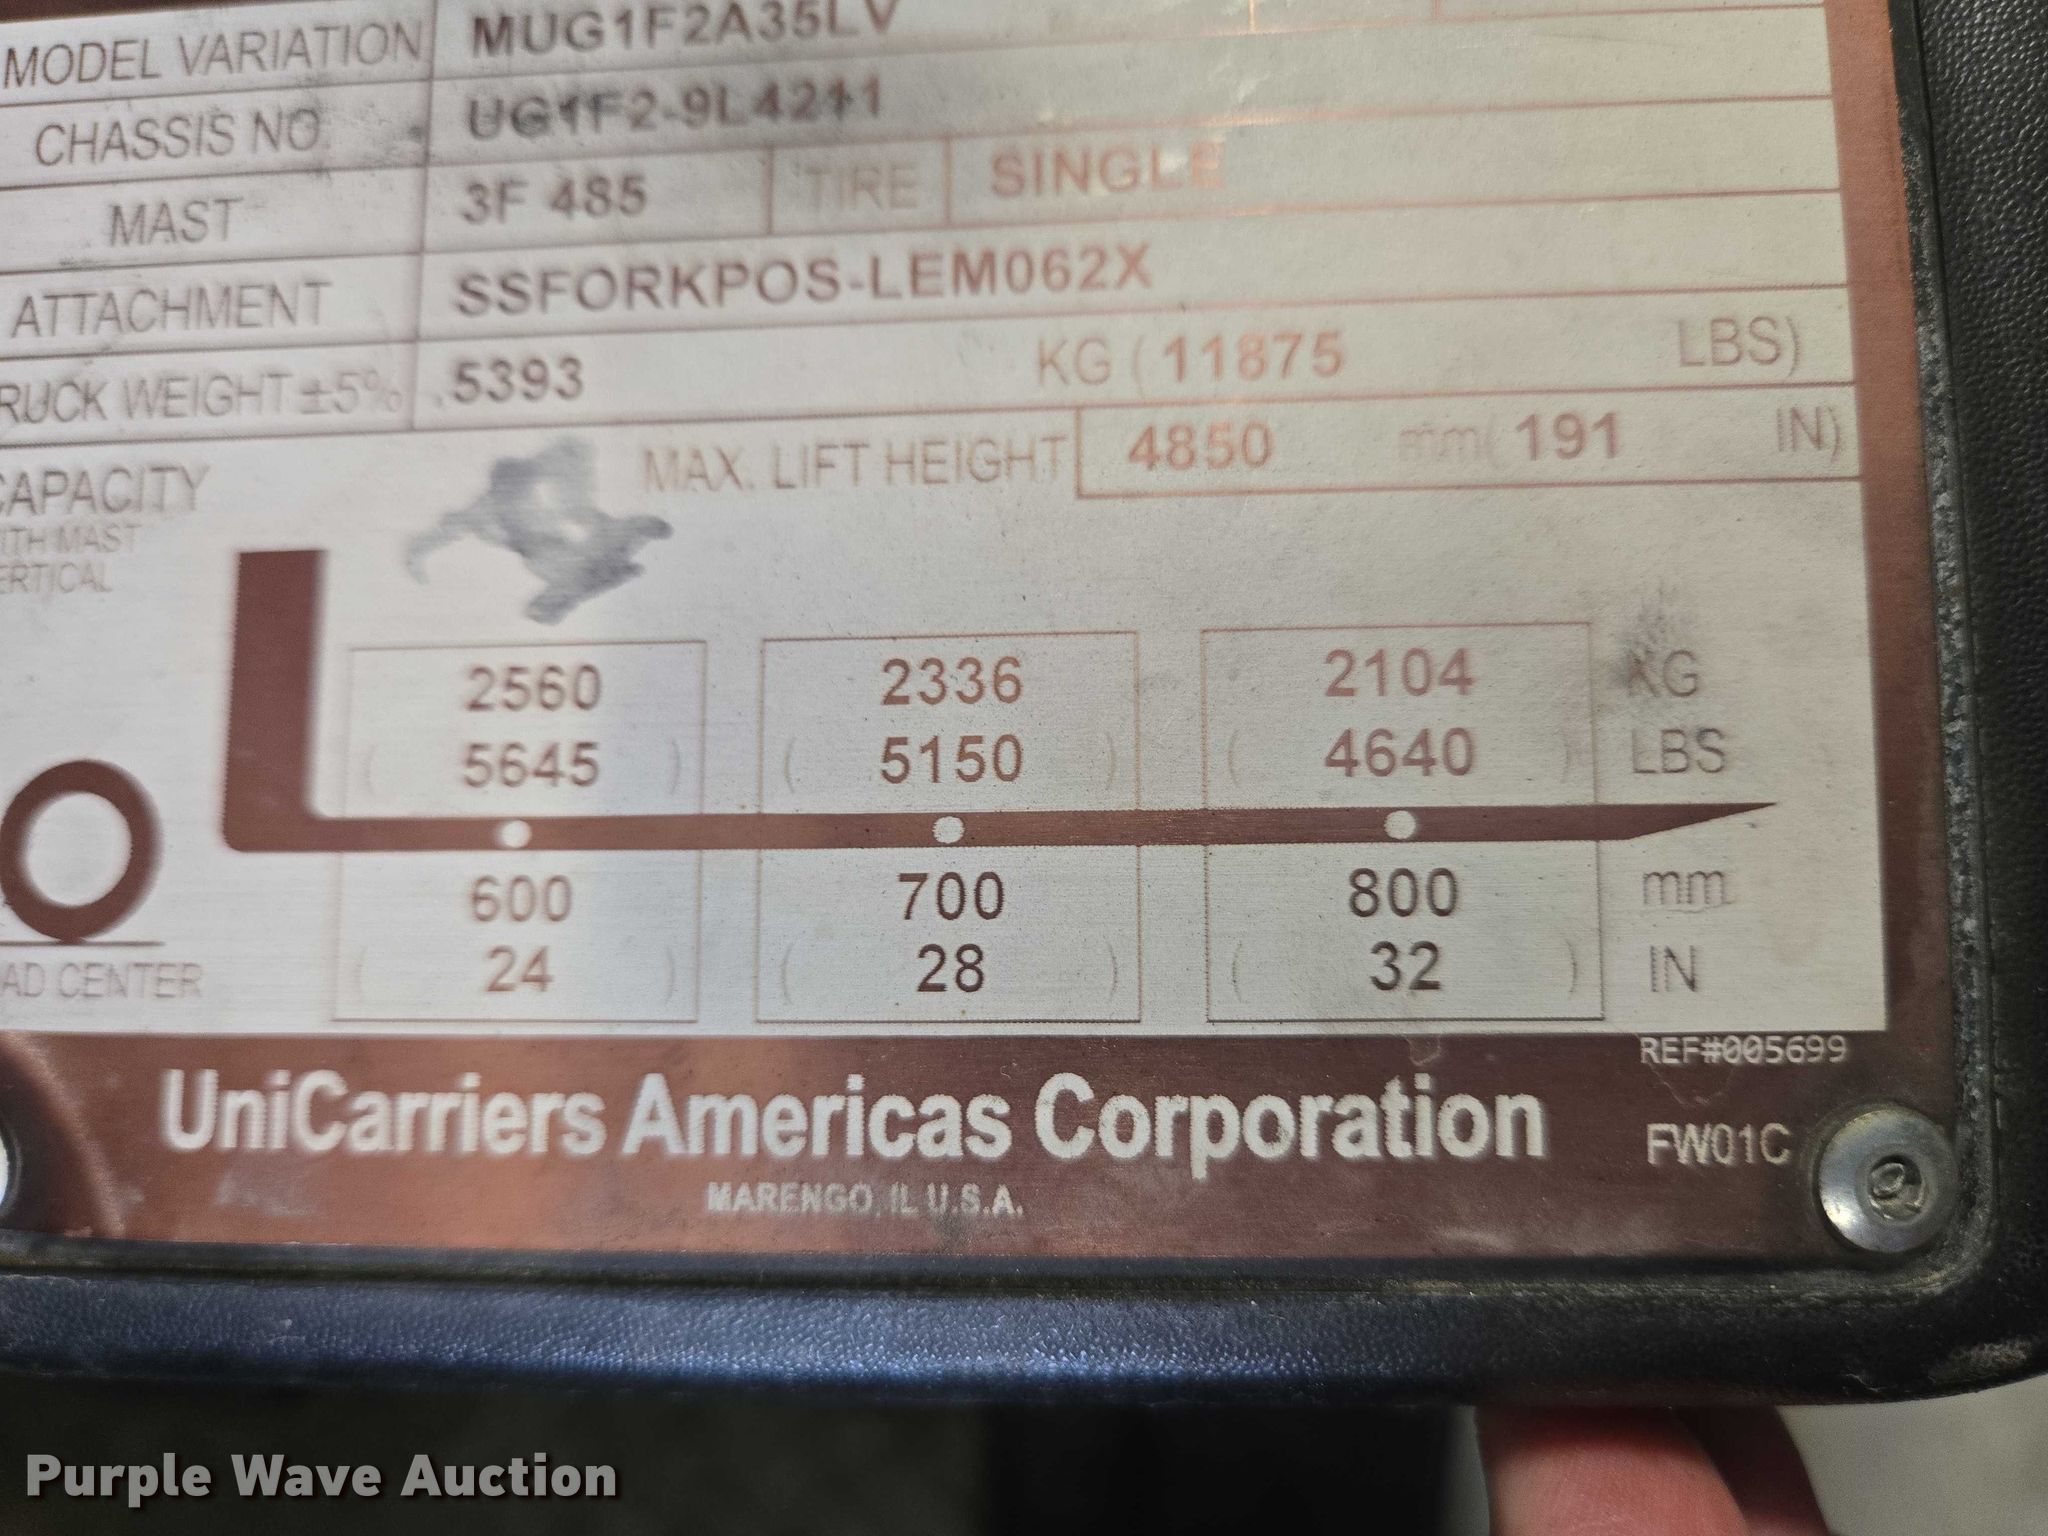 MODEL VARIATION MUG1F2A35LV
CHASSIS NO UG1F2-9L4211
MAST 3F 485 TIRE SINGLE
ATTACHMENT SSFORKPOS-LEM062X
RUCK WEIGHT ±5% 5393 KG ( 11875 LBS)
CAPACITY MAX. LIFT HEIGHT 4850 mm( 191 IN)
ITH MAST
ERTICAL
2560 2336 2104 KG
( 5645 ) ( 5150 ) ( 4640 ) LBS
600 700 800 mm
AD CENTER ( 24 ) ( 28 ) ( 32 ) IN
REF#005699
UniCarriers Americas Corporation FW01C
MARENGO, IL U.S.A.
Purple Wave Auction